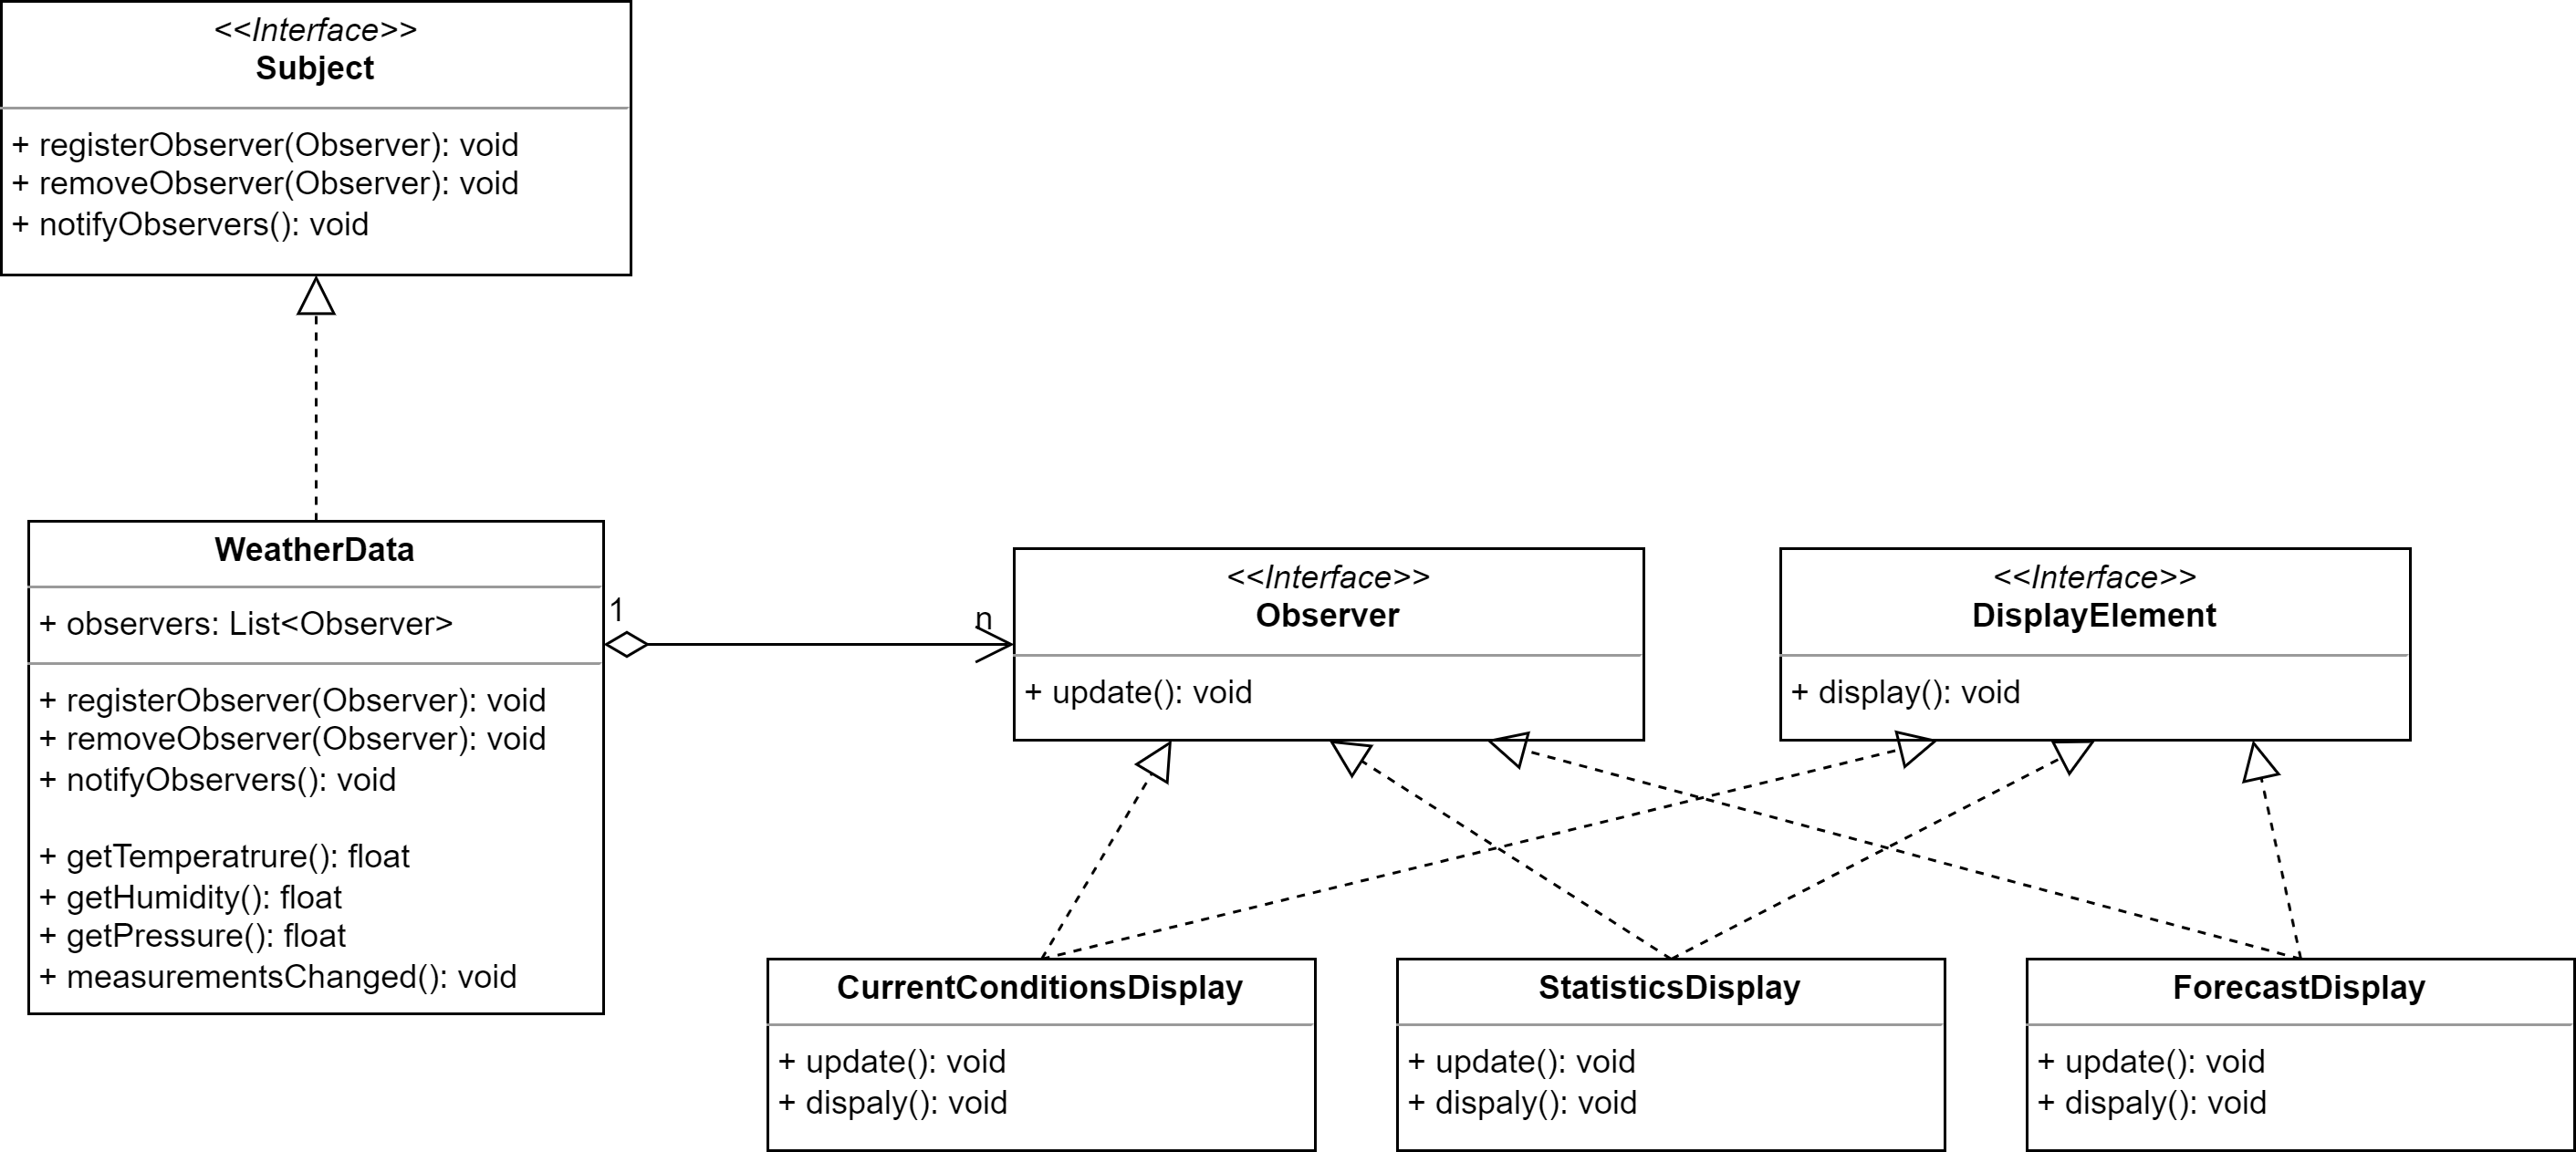 <<Interface>>
Subject
+ registerObserver(Observer): void
+ removeObserver(Observer): void
+ notifyObservers(): void
WeatherData
+ observers: List<Observer>
+ registerObserver(Observer): void
+ removeObserver(Observer): void
+ notifyObservers(): void
+ getTemperatrure(): float
+ getHumidity(): float
+ getPressure(): float
+ measurementsChanged(): void
1
n
<<Interface>>
Observer
+ update(): void
<<Interface>>
DisplayElement
+ display(): void
CurrentConditionsDisplay
+ update(): void
+ dispaly(): void
StatisticsDisplay
+ update(): void
+ dispaly(): void
ForecastDisplay
+ update(): void
+ dispaly(): void